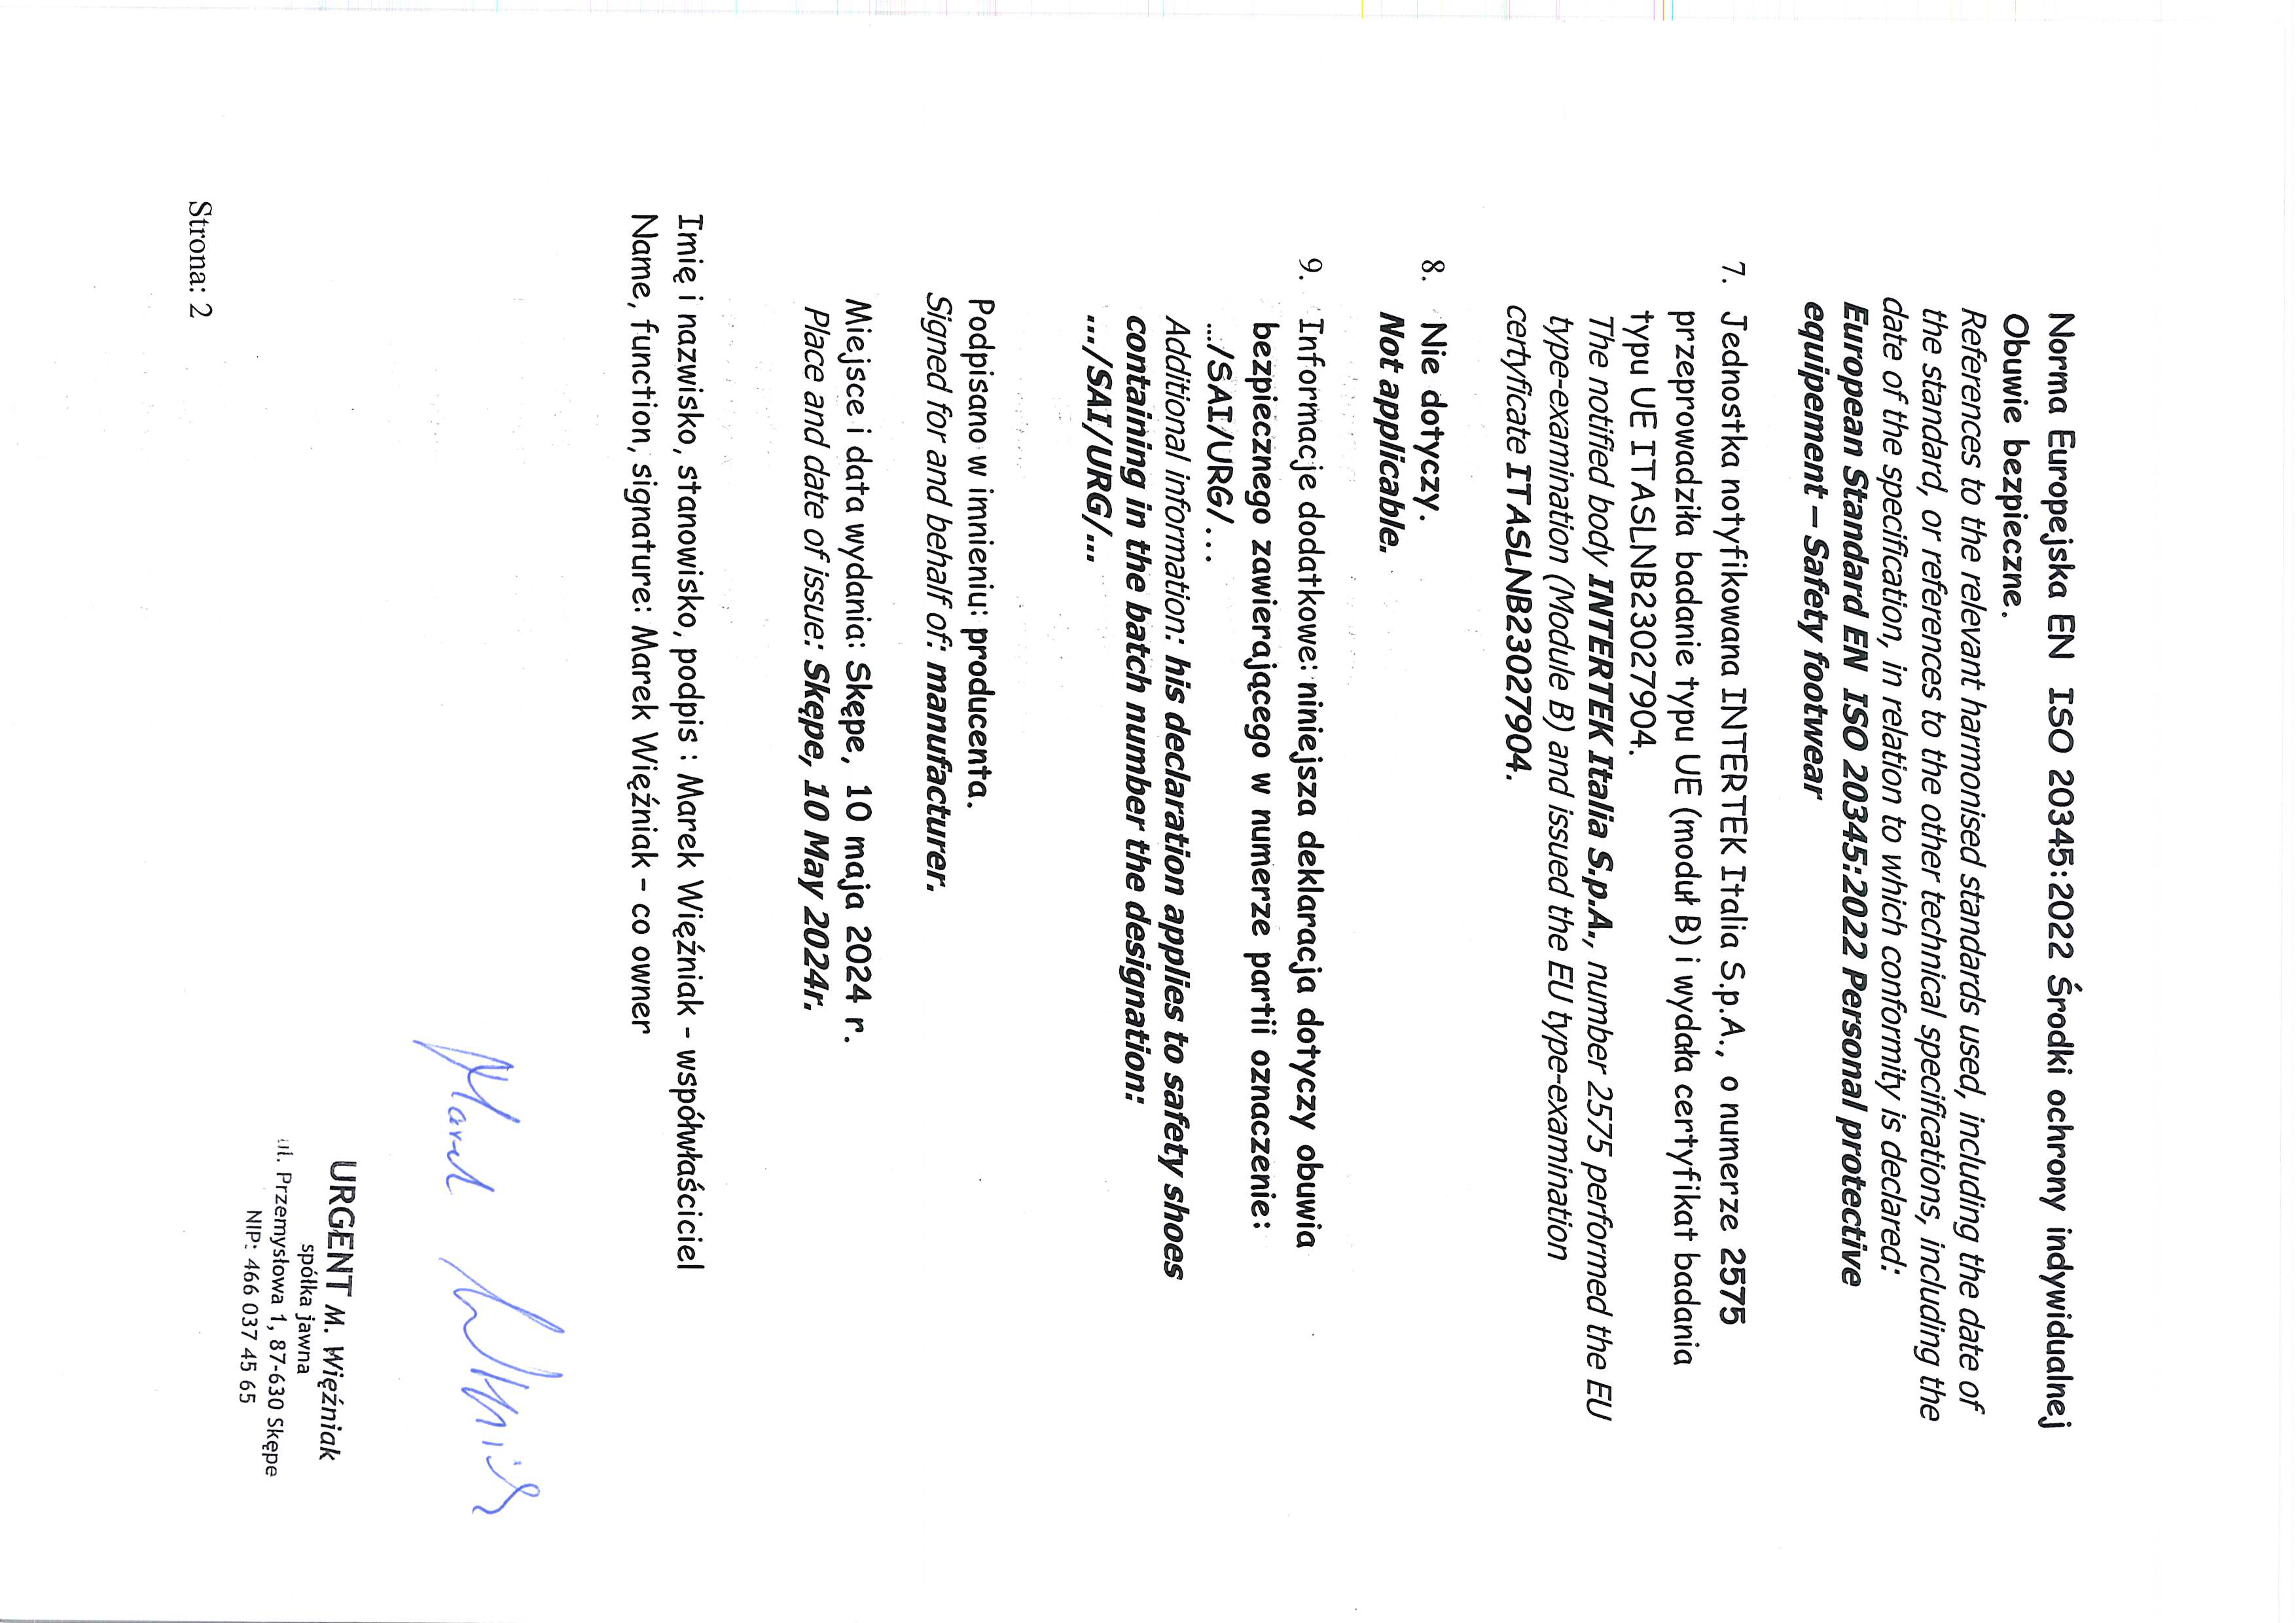 Norma Europejska EN ISO 20345:2022 Środki ochrony indywidualnej
Obuwie bezpieczne.
References to the relevant harmonised standards used, including the date of
the standard, or references to the other technical specifications, including the
date of the specification, in relation to which conformity is declared:
European Standard EN ISO 20345:2022 Personal protective
equipement – Safety footwear
7. Jednostka notyfikowana INTERTEK Italia S.p.A., o numerze 2575
przeprowadziła badanie typu UE (moduł B) i wydała certyfikat badania
typu UE ITASLNB23027904.
The notified body INTERTEK Italia S.p.A., number 2575 performed the EU
type-examination (Module B) and issued the EU type-examination
certyficate ITASLNB23027904.
8. Nie dotyczy.
Not applicable.
9. Informacje dodatkowe: niniejsza deklaracja dotyczy obuwia
bezpiecznego zawierającego w numerze partii oznaczenie:
.../SAI/URG/...
Additional information: his declaration applies to safety shoes
containing in the batch number the designation:
.../SAI/URG/...
Podpisano w imnieniu: producenta.
Signed for and behalf of: manufacturer.
Miejsce i data wydania: Skępe, 10 maja 2024 r.
Place and date of issue: Skępe, 10 May 2024r.
Imię i nazwisko, stanowisko, podpis : Marek Więźniak - współwłaściciel
Name, function, signature: Marek Więźniak - co owner
Marek
URGENT M. Więźniak
spółka jawna
ul. Przemysłowa 1, 87-630 Skępe
NIP: 466 037 45 65
Strona: 2